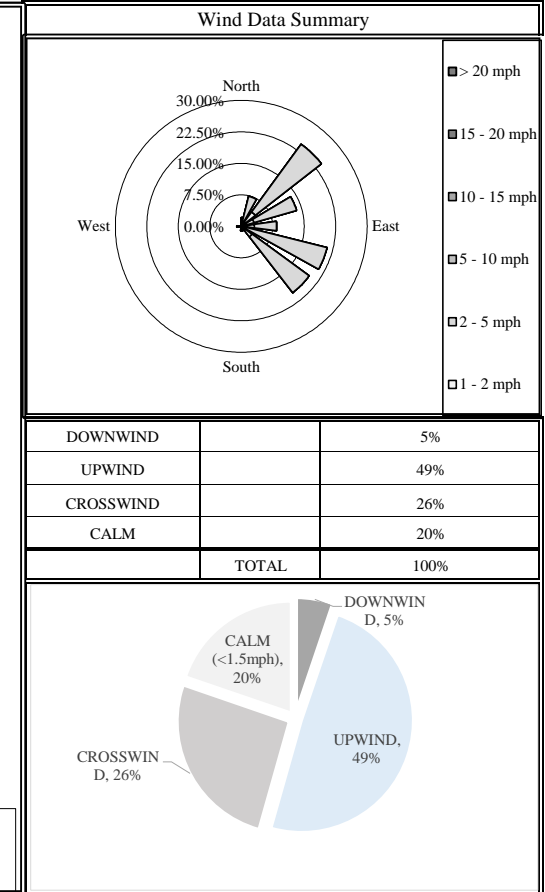 Wind Data Summary
North
30.00%
22.50%
15.00%
7.50%
0.00%
West
East
South
> 20 mph
15 - 20 mph
10 - 15 mph
5 - 10 mph
2 - 5 mph
1 - 2 mph
DOWNWIND 5%
UPWIND 49%
CROSSWIND 26%
CALM 20%
TOTAL 100%
DOWNWIN
D, 5%
CALM
(<1.5mph),
20%
UPWIND,
49%
CROSSWIN
D, 26%